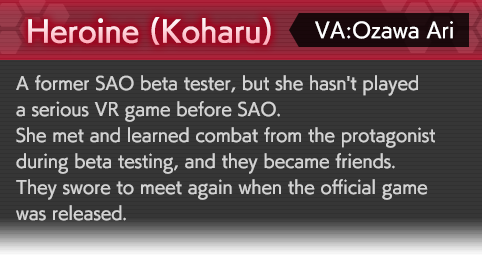 Heroine (Koharu) VA:Ozawa Ari
A former SAO beta tester, but she hasn't played
a serious VR game before SAO.
She met and learned combat from the protagonist
during beta testing, and they became friends.
They swore to meet again when the official game
was released.